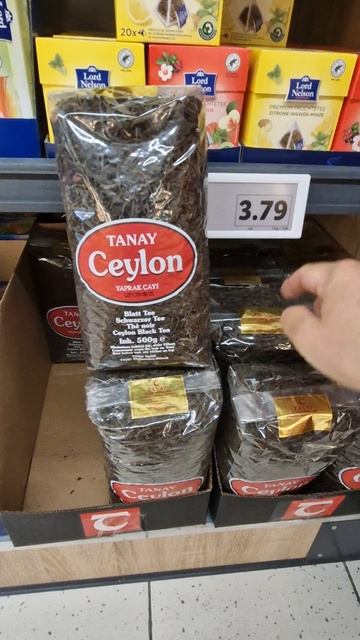 20x
Lord
Nelson
Lord
Nelson
Lord
Nelson
PREMIUM FRÜCHTETEE
ZITRONE-INGWER-MINZE
3.79
TANAY
Ceylon
YAPRAK ÇAYI
Blatt Tee
Schwarzer Tee
Thé noir
Ceylon Black Tea
Inh. 500g e
Cey
TANAY
Ceylon
TANAY
Ceylon